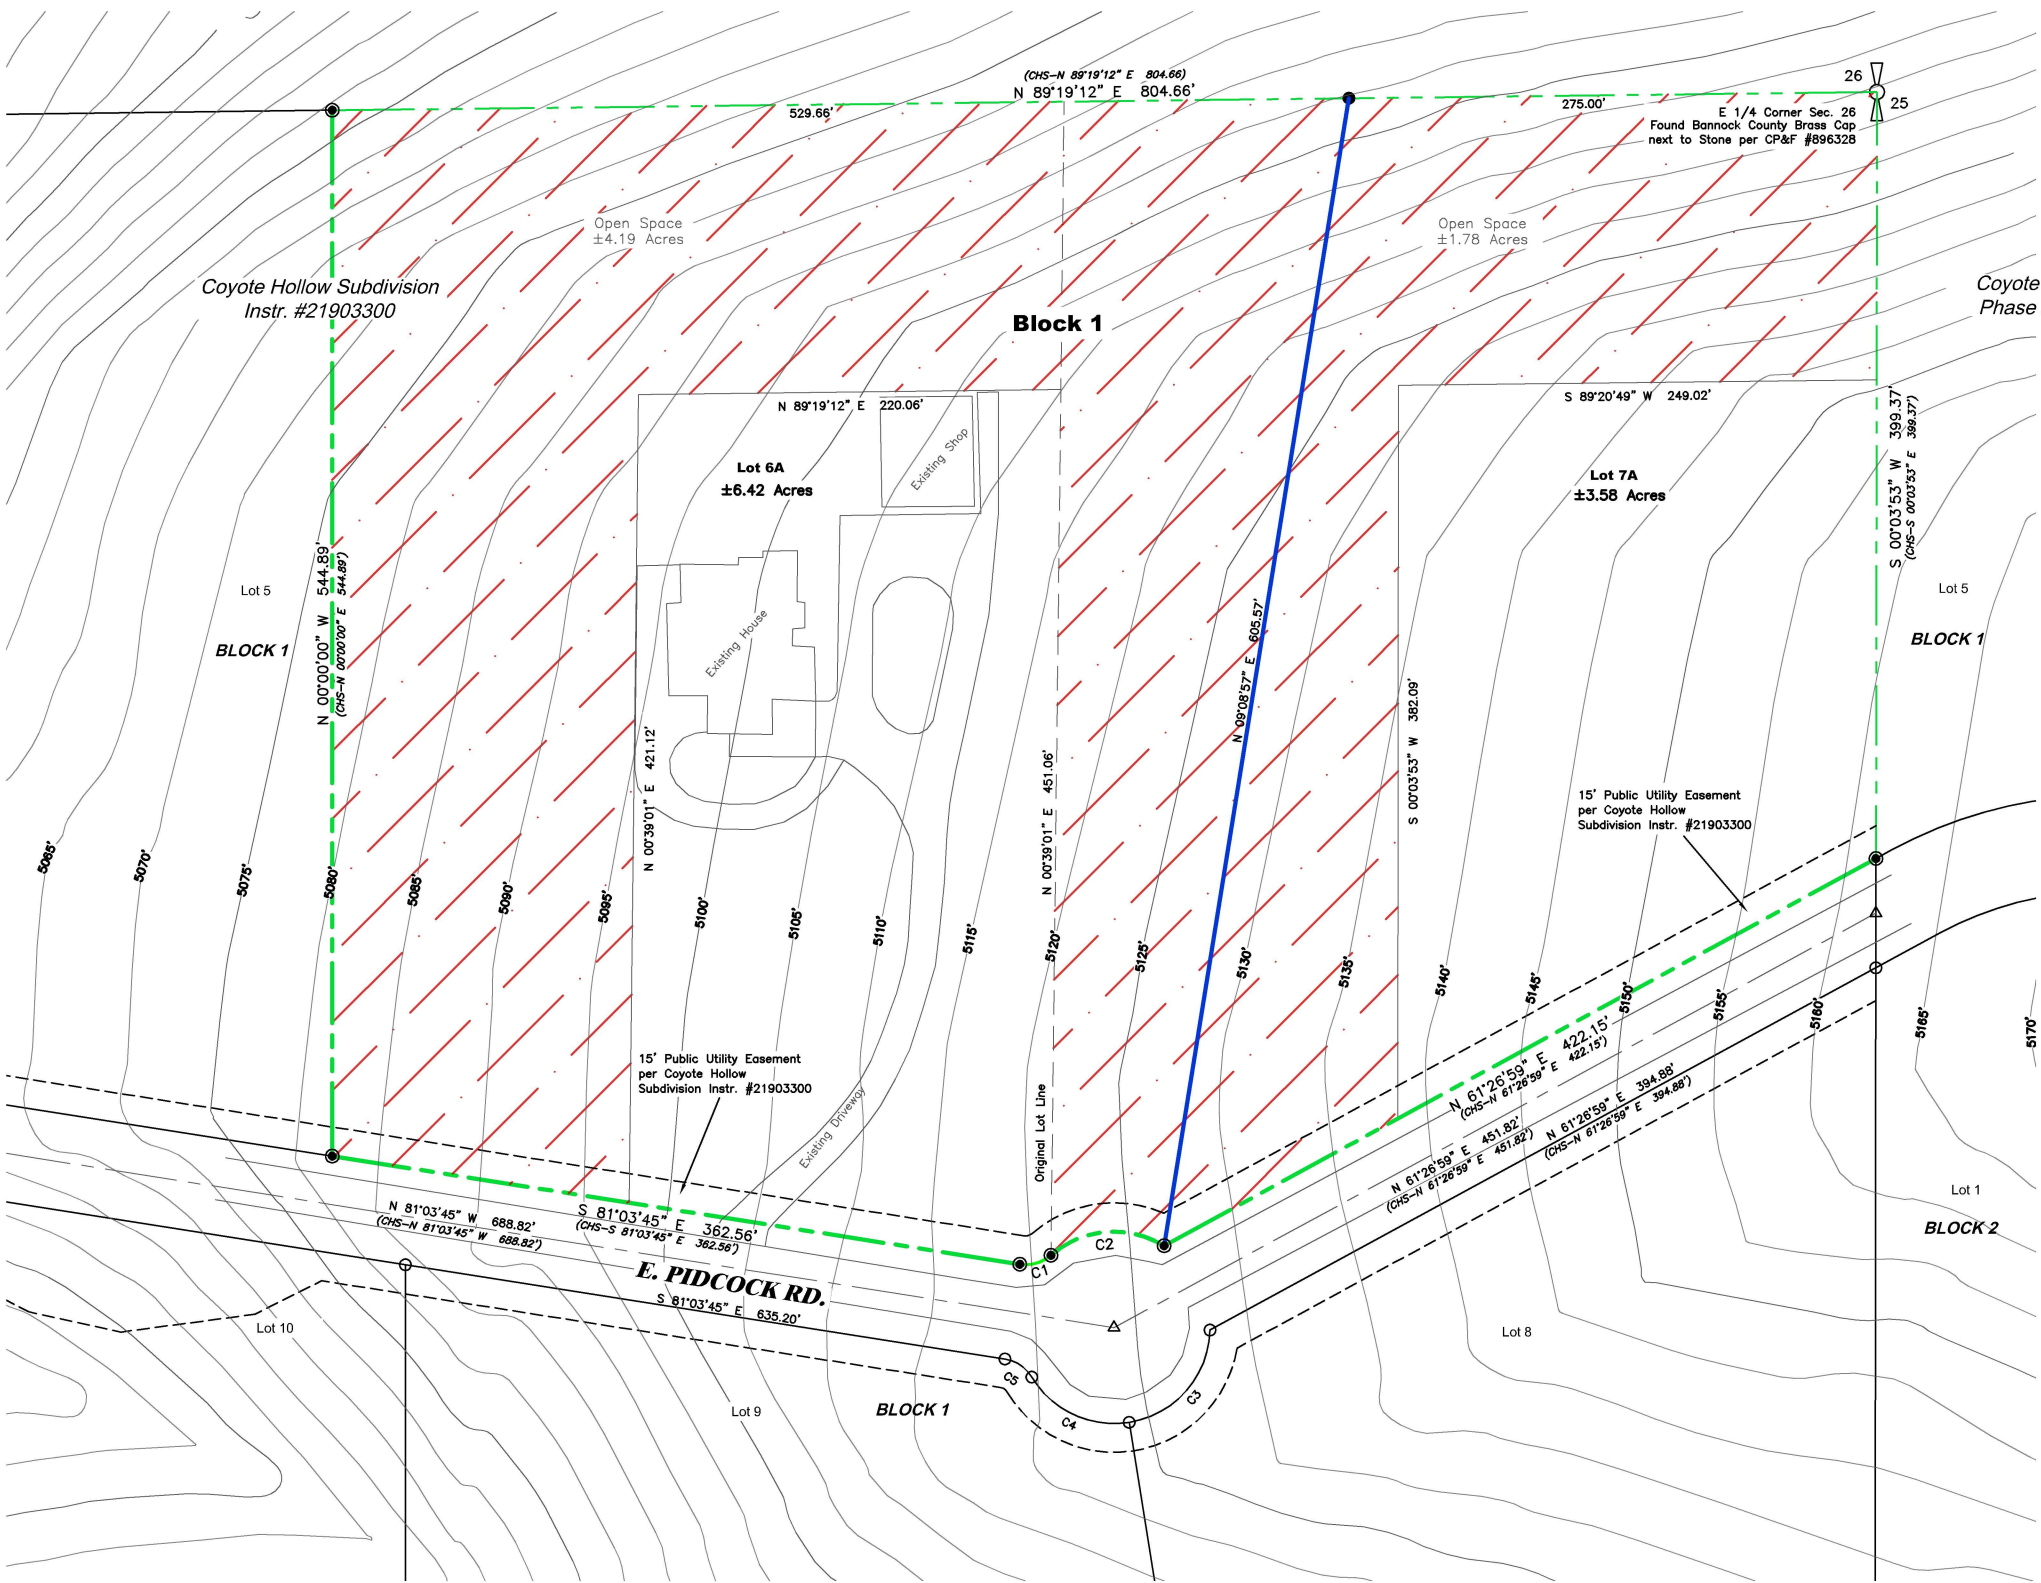 (CHS-N 89°19'12" E 804.66)
N 89°19'12" E 804.66'
529.66'
275.00'
26
25
E 1/4 Corner Sec. 26
Found Bannock County Brass Cap
next to Stone per CP&F #896328
Open Space
±4.19 Acres
Open Space
±1.78 Acres
Coyote Hollow Subdivision
Instr. #21903300
Block 1
Coyote
Phase
N 89°19'12" E 220.06'
S 89°20'49" W 249.02'
Existing Shop
Lot 6A
±6.42 Acres
Lot 7A
±3.58 Acres
S 00°03'53" W 399.37'
(CHS-S 00°03'53" E 399.37')
N 00°00'00" W 544.89'
(CHS-N 00°00'00" E 544.89')
Lot 5
BLOCK 1
Lot 5
BLOCK 1
Existing House
N 09°08'57" E 605.57'
N 00°39'01" E 421.12'
N 00°39'01" E 451.06'
S 00°03'53" W 382.09'
15' Public Utility Easement
per Coyote Hollow
Subdivision Instr. #21903300
5065'
5070'
5075'
5080'
5085'
5090'
5095'
5100'
5105'
5110'
5115'
5120'
5125'
5130'
5135'
5140'
5145'
5150'
5155'
5160'
5165'
5170'
15' Public Utility Easement
per Coyote Hollow
Subdivision Instr. #21903300
Existing Driveway
Original Lot Line
N 61°26'59" E 422.15'
(CHS-N 61°26'59" E 422.15')
N 61°26'59" E 394.88'
(CHS-N 61°26'59" E 394.88')
N 61°26'59" E 451.82'
(CHS-N 61°26'59" E 451.82')
N 81°03'45" W 688.82'
(CHS-N 81°03'45" W 688.82')
S 81°03'45" E 362.56'
(CHS-S 81°03'45" E 362.56')
C1
C2
E. PIDCOCK RD.
S 81°03'45" E 635.20'
Lot 1
BLOCK 2
Lot 10
Lot 8
C5
C4
C3
Lot 9
BLOCK 1